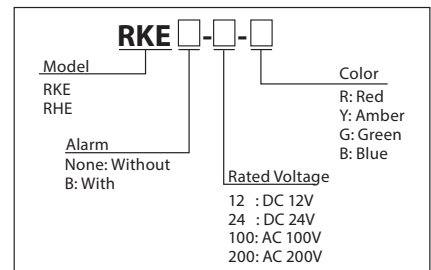 RKE □-□-□
Model
RKE
RHE
Alarm
None: Without
B: With
Rated Voltage
12 : DC 12V
24 : DC 24V
100: AC 100V
200: AC 200V
Color
R: Red
Y: Amber
G: Green
B: Blue